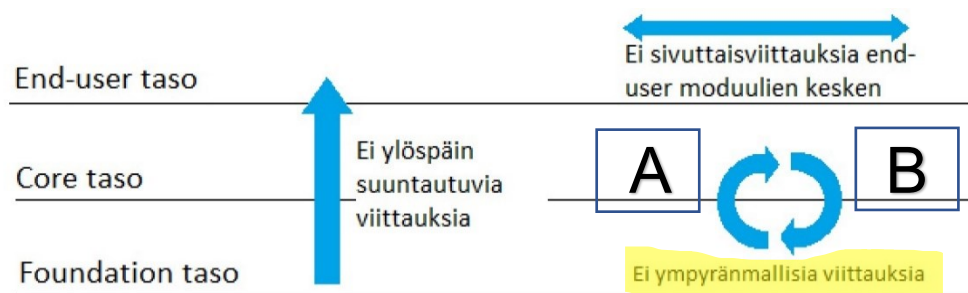 Ei sivuttaisviittauksia end-
user moduulien kesken
End-user taso
Ei ylöspäin
suuntautuvia
viittauksia
Core taso
A
B
Foundation taso
Ei ympyränmallisia viittauksia